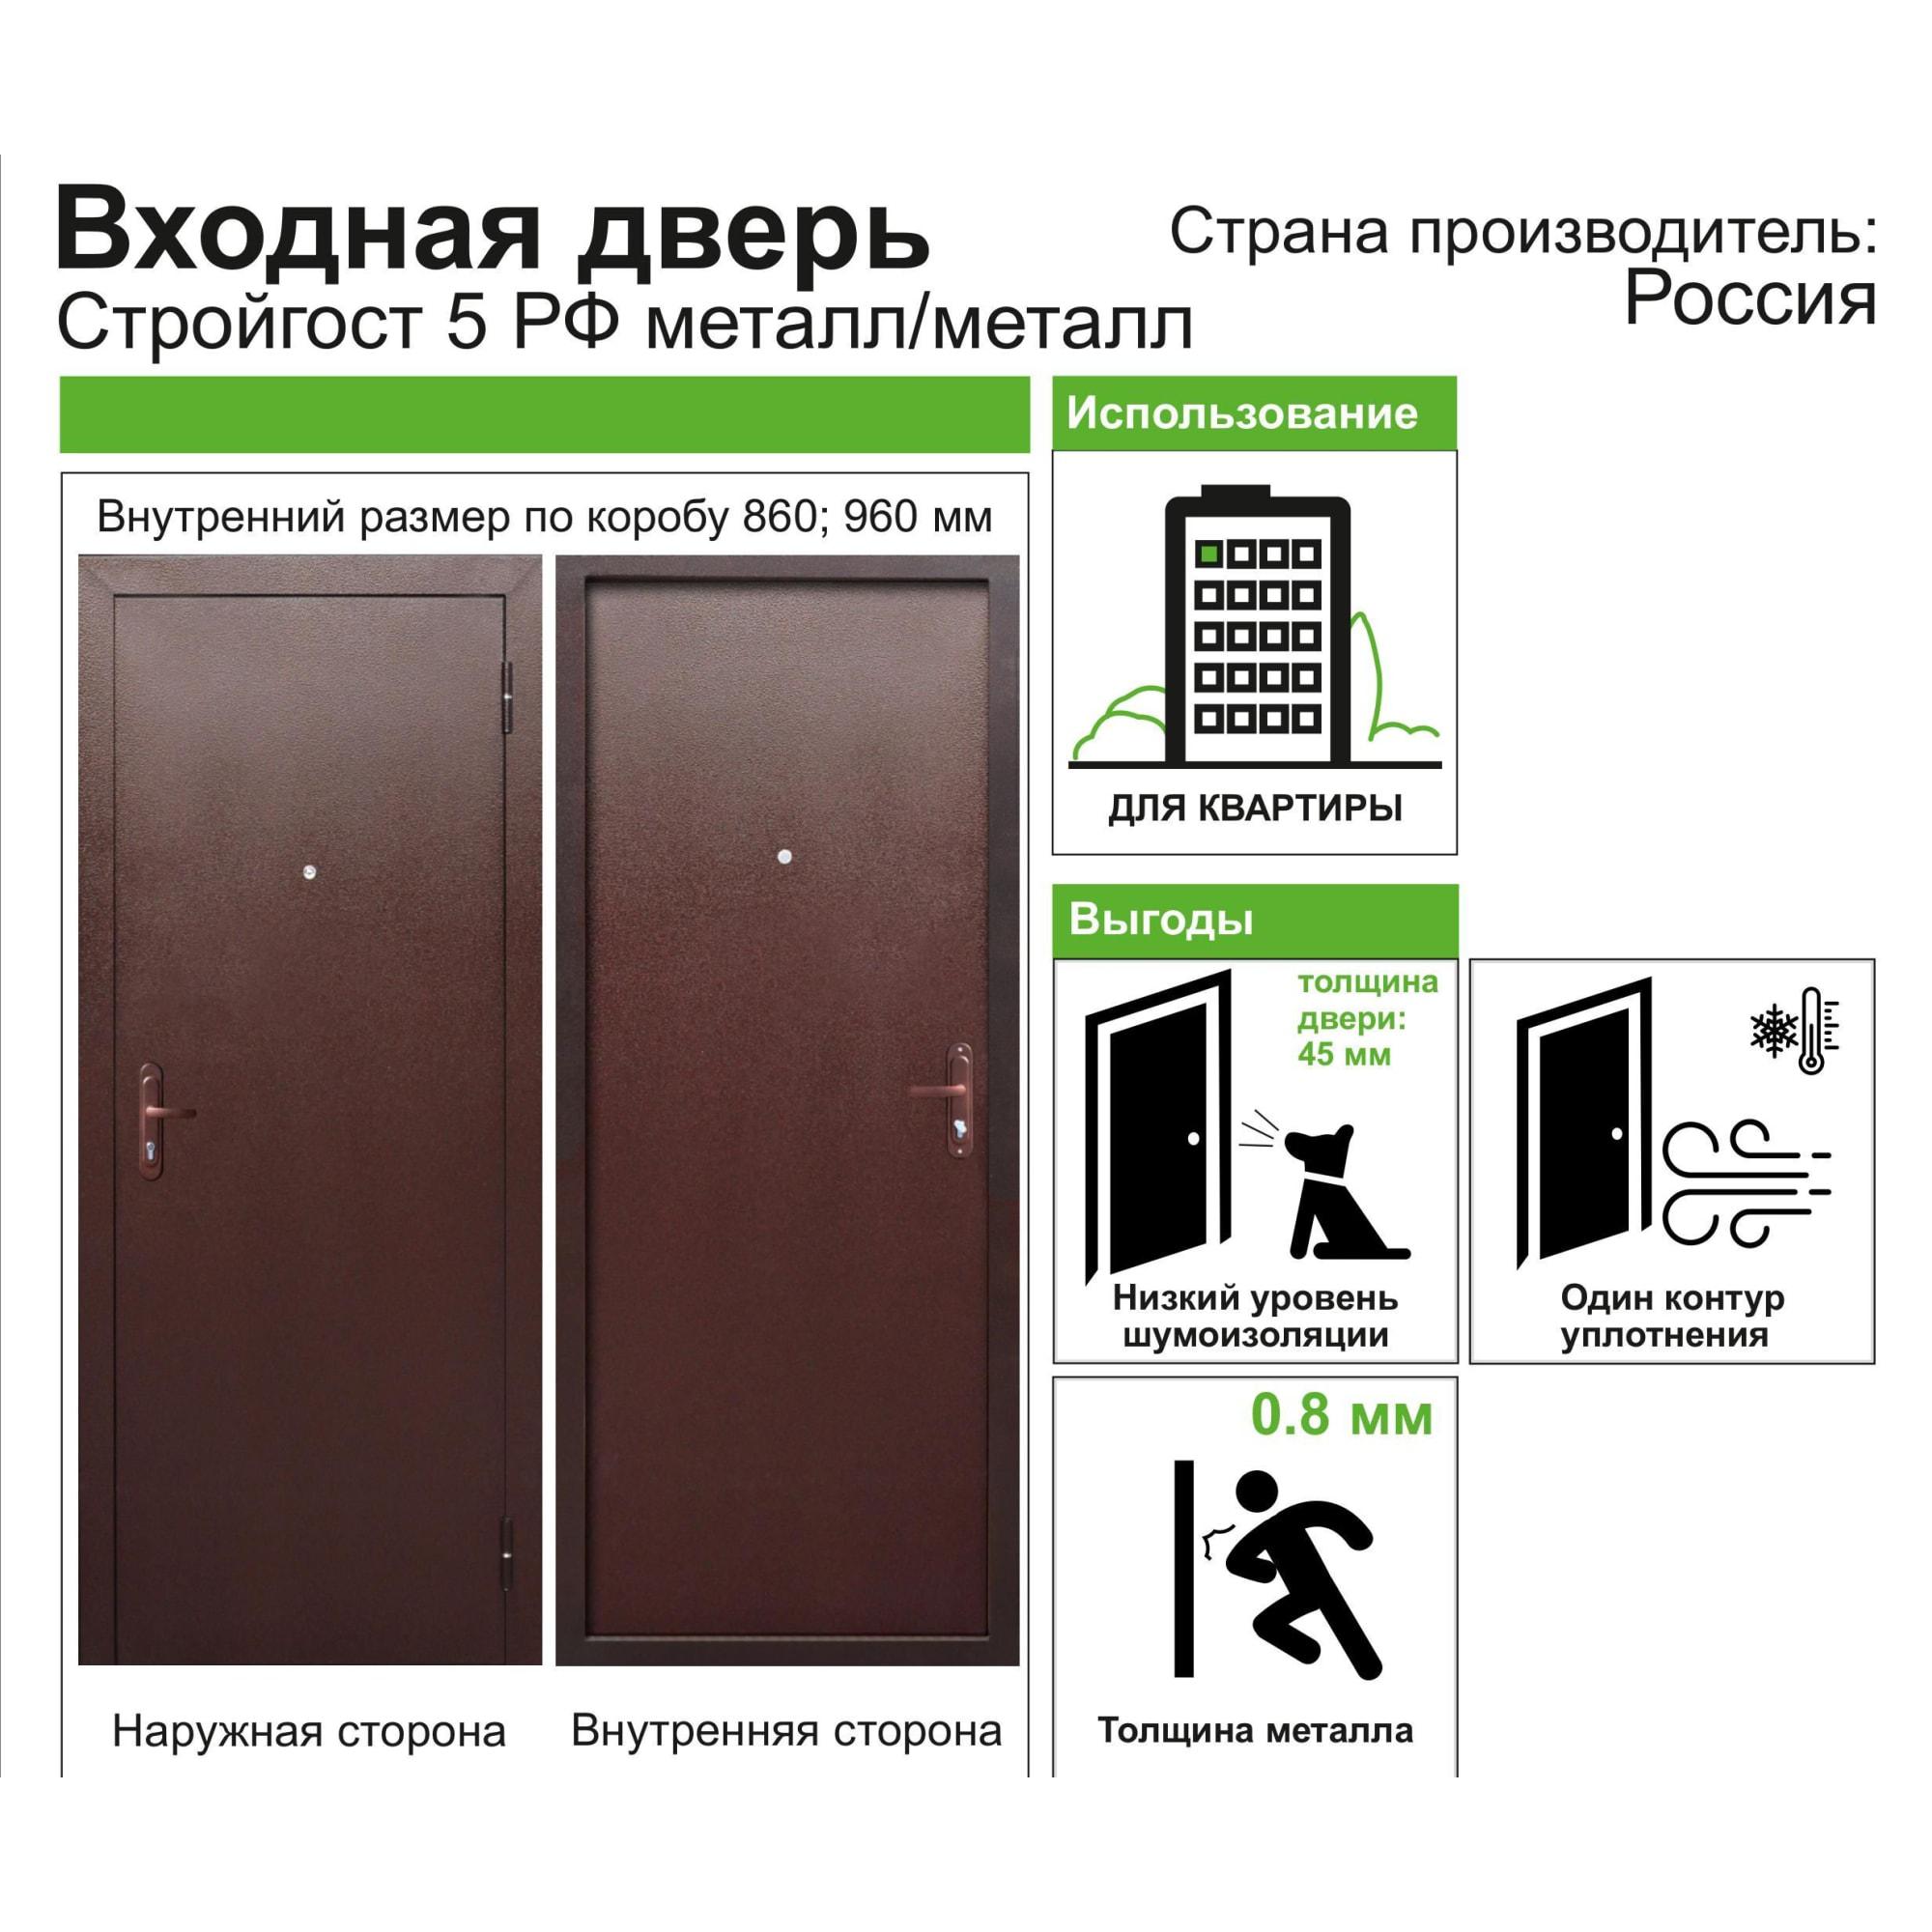 Входная дверь
Стройгост 5 РФ металл/металл
Страна производитель:
Россия
Использование
Внутренний размер по коробу 860; 960 мм
ДЛЯ КВАРТИРЫ
Выгоды
толщина
двери:
45 мм
Низкий уровень
шумоизоляции
Один контур
уплотнения
0.8 мм
Толщина металла
Наружная сторона
Внутренняя сторона